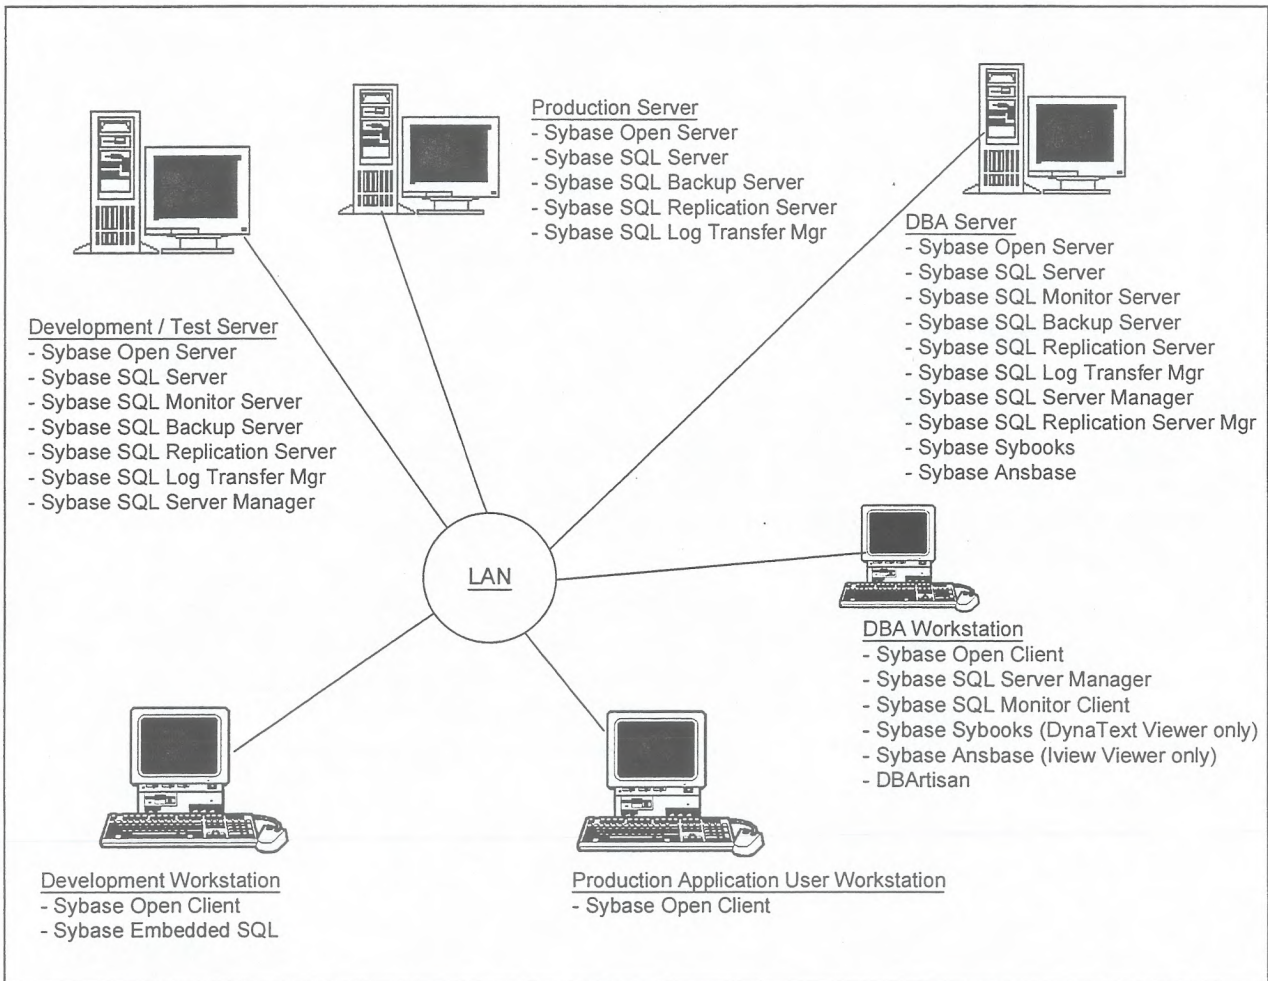 Production Server
- Sybase Open Server
- Sybase SQL Server
- Sybase SQL Backup Server
- Sybase SQL Replication Server
- Sybase SQL Log Transfer Mgr
DBA Server
- Sybase Open Server
- Sybase SQL Server
- Sybase SQL Monitor Server
- Sybase SQL Backup Server
- Sybase SQL Replication Server
- Sybase SQL Log Transfer Mgr
- Sybase SQL Server Manager
- Sybase SQL Replication Server Mgr
- Sybase Sybooks
- Sybase Ansbase
Development / Test Server
- Sybase Open Server
- Sybase SQL Server
- Sybase SQL Monitor Server
- Sybase SQL Backup Server
- Sybase SQL Replication Server
- Sybase SQL Log Transfer Mgr
- Sybase SQL Server Manager
LAN
DBA Workstation
- Sybase Open Client
- Sybase SQL Server Manager
- Sybase SQL Monitor Client
- Sybase Sybooks (DynaText Viewer only)
- Sybase Ansbase (Iview Viewer only)
- DBArtisan
Development Workstation
- Sybase Open Client
- Sybase Embedded SQL
Production Application User Workstation
- Sybase Open Client